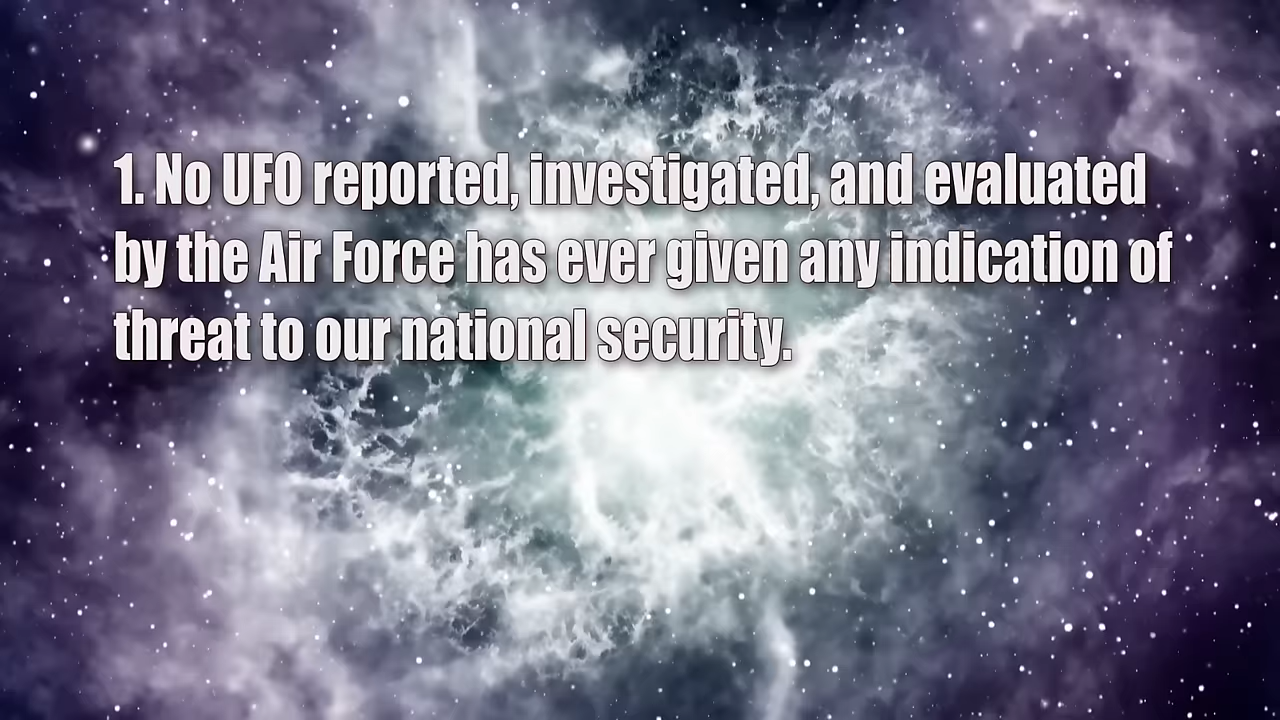 1. No UFO reported, investigated, and evaluated
by the Air Force has ever given any indication of
threat to our national security.